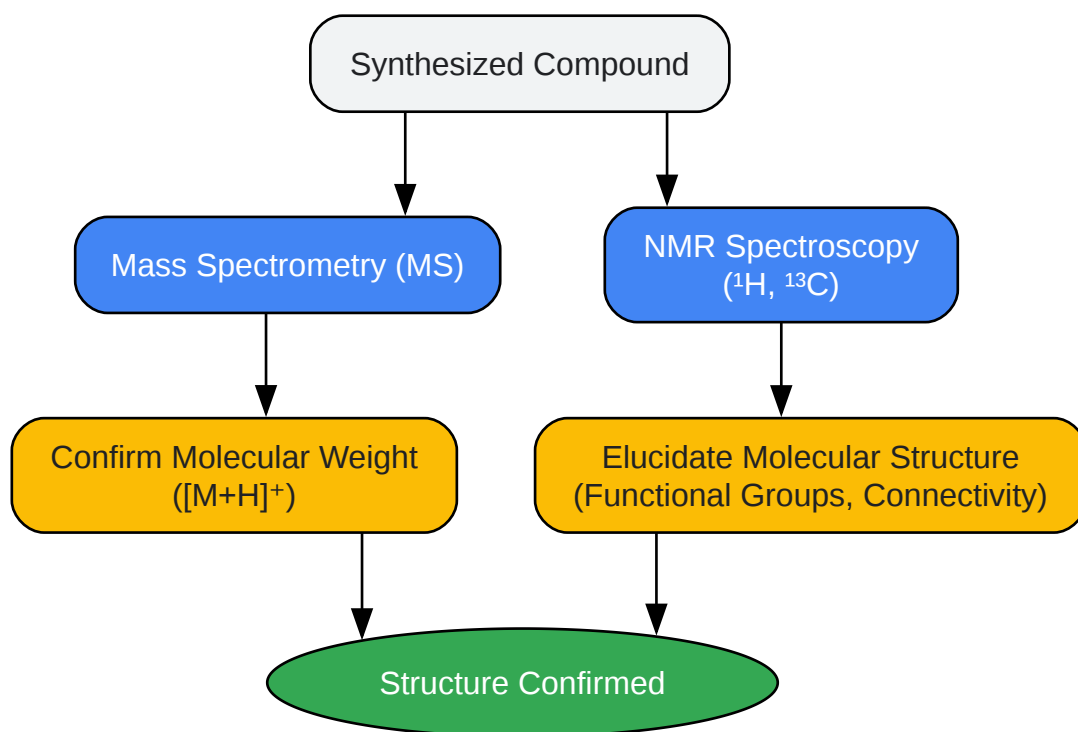 Synthesized Compound
Mass Spectrometry (MS)
NMR Spectroscopy
(¹H, ¹³C)
Confirm Molecular Weight
([M+H]⁺)
Elucidate Molecular Structure
(Functional Groups, Connectivity)
Structure Confirmed